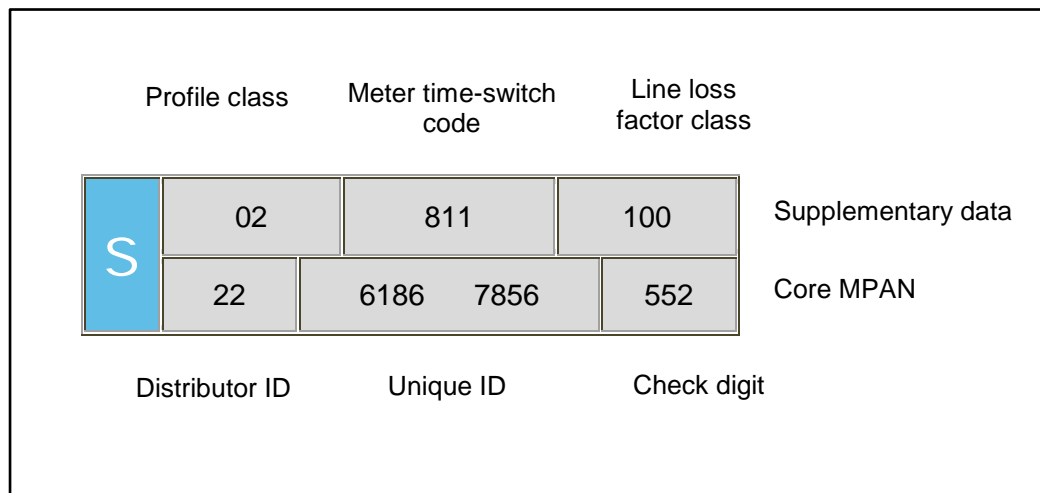 Profile class Meter time-switch code Line loss factor class
S 02 811 100 Supplementary data
22 6186 7856 552 Core MPAN
Distributor ID Unique ID Check digit